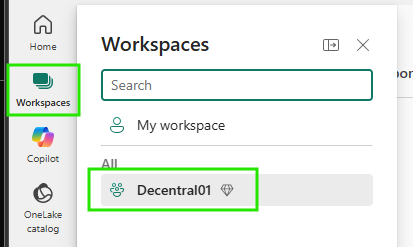 Home
Workspaces
Copilot
OneLake
catalog
Workspaces
Search
My workspace
All
Decentral01